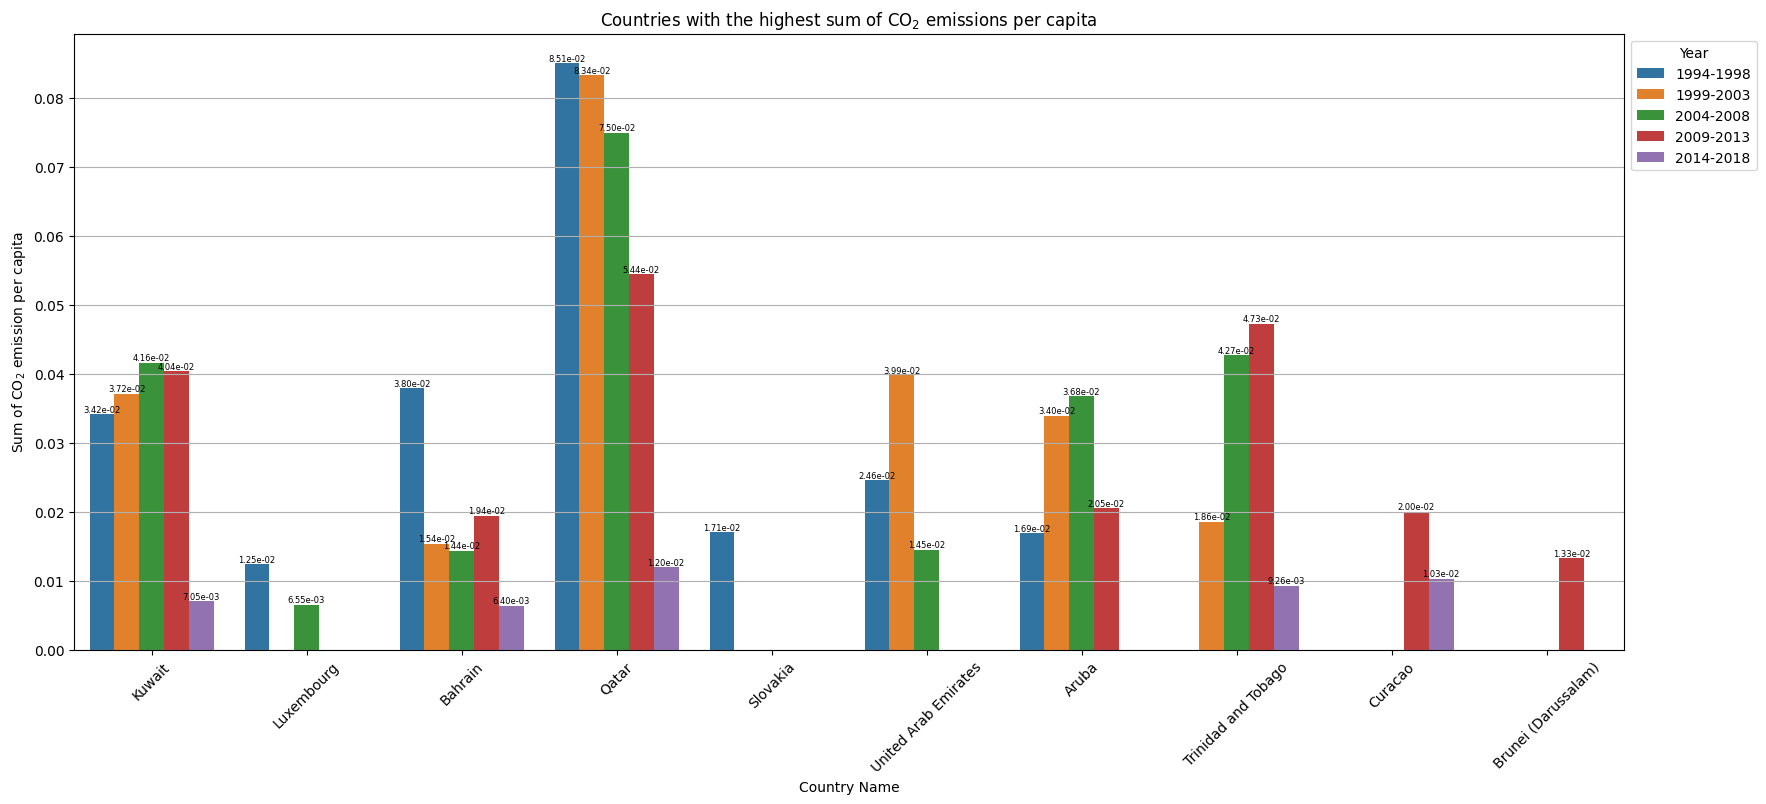 Countries with the highest sum of CO₂ emissions per capita
Sum of CO₂ emission per capita
0.08
0.07
0.06
0.05
0.04
0.03
0.02
0.01
0.00
3.42e-02
3.72e-02
4.16e-02
4.04e-02
7.05e-03
1.25e-02
6.55e-03
3.80e-02
1.54e-02
1.44e-02
1.94e-02
6.40e-03
8.51e-02
8.34e-02
7.50e-02
5.44e-02
1.20e-02
1.71e-02
2.46e-02
3.99e-02
1.45e-02
1.69e-02
3.40e-02
3.68e-02
2.05e-02
1.86e-02
4.27e-02
4.73e-02
9.26e-03
2.00e-02
1.03e-02
1.33e-02
Kuwait
Luxembourg
Bahrain
Qatar
Slovakia
United Arab Emirates
Aruba
Trinidad and Tobago
Curacao
Brunei (Darussalam)
Country Name
Year
1994-1998
1999-2003
2004-2008
2009-2013
2014-2018